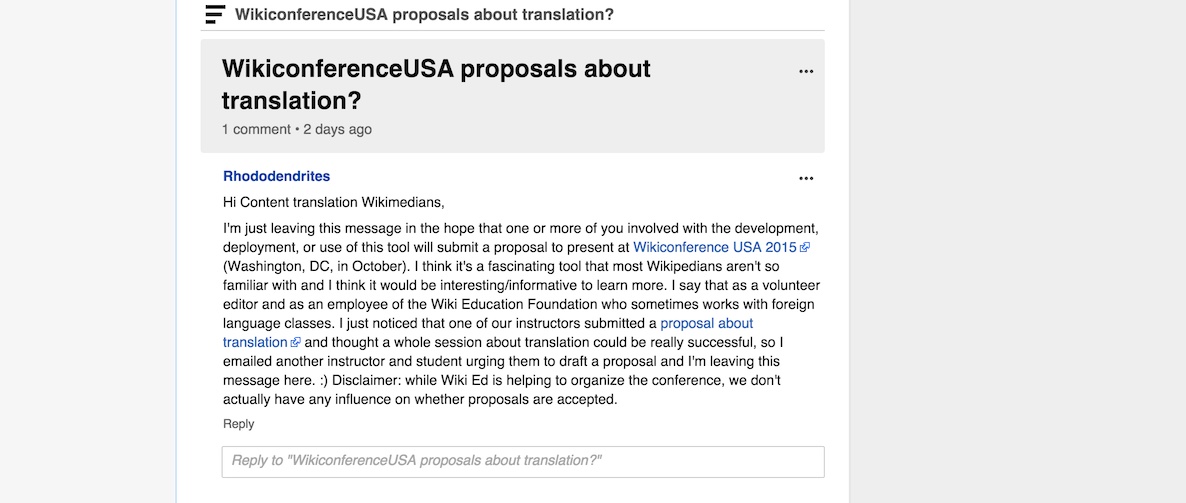 WikiconferenceUSA proposals about translation?
WikiconferenceUSA proposals about
translation?
1 comment • 2 days ago
Rhododendrites
Hi Content translation Wikimedians,
I'm just leaving this message in the hope that one or more of you involved with the development,
deployment, or use of this tool will submit a proposal to present at Wikiconference USA 2015
(Washington, DC, in October). I think it's a fascinating tool that most Wikipedians aren't so
familiar with and I think it would be interesting/informative to learn more. I say that as a volunteer
editor and as an employee of the Wiki Education Foundation who sometimes works with foreign
language classes. I just noticed that one of our instructors submitted a proposal about
translation and thought a whole session about translation could be really successful, so I
emailed another instructor and student urging them to draft a proposal and I'm leaving this
message here. :) Disclaimer: while Wiki Ed is helping to organize the conference, we don't
actually have any influence on whether proposals are accepted.
Reply
Reply to "WikiconferenceUSA proposals about translation?"